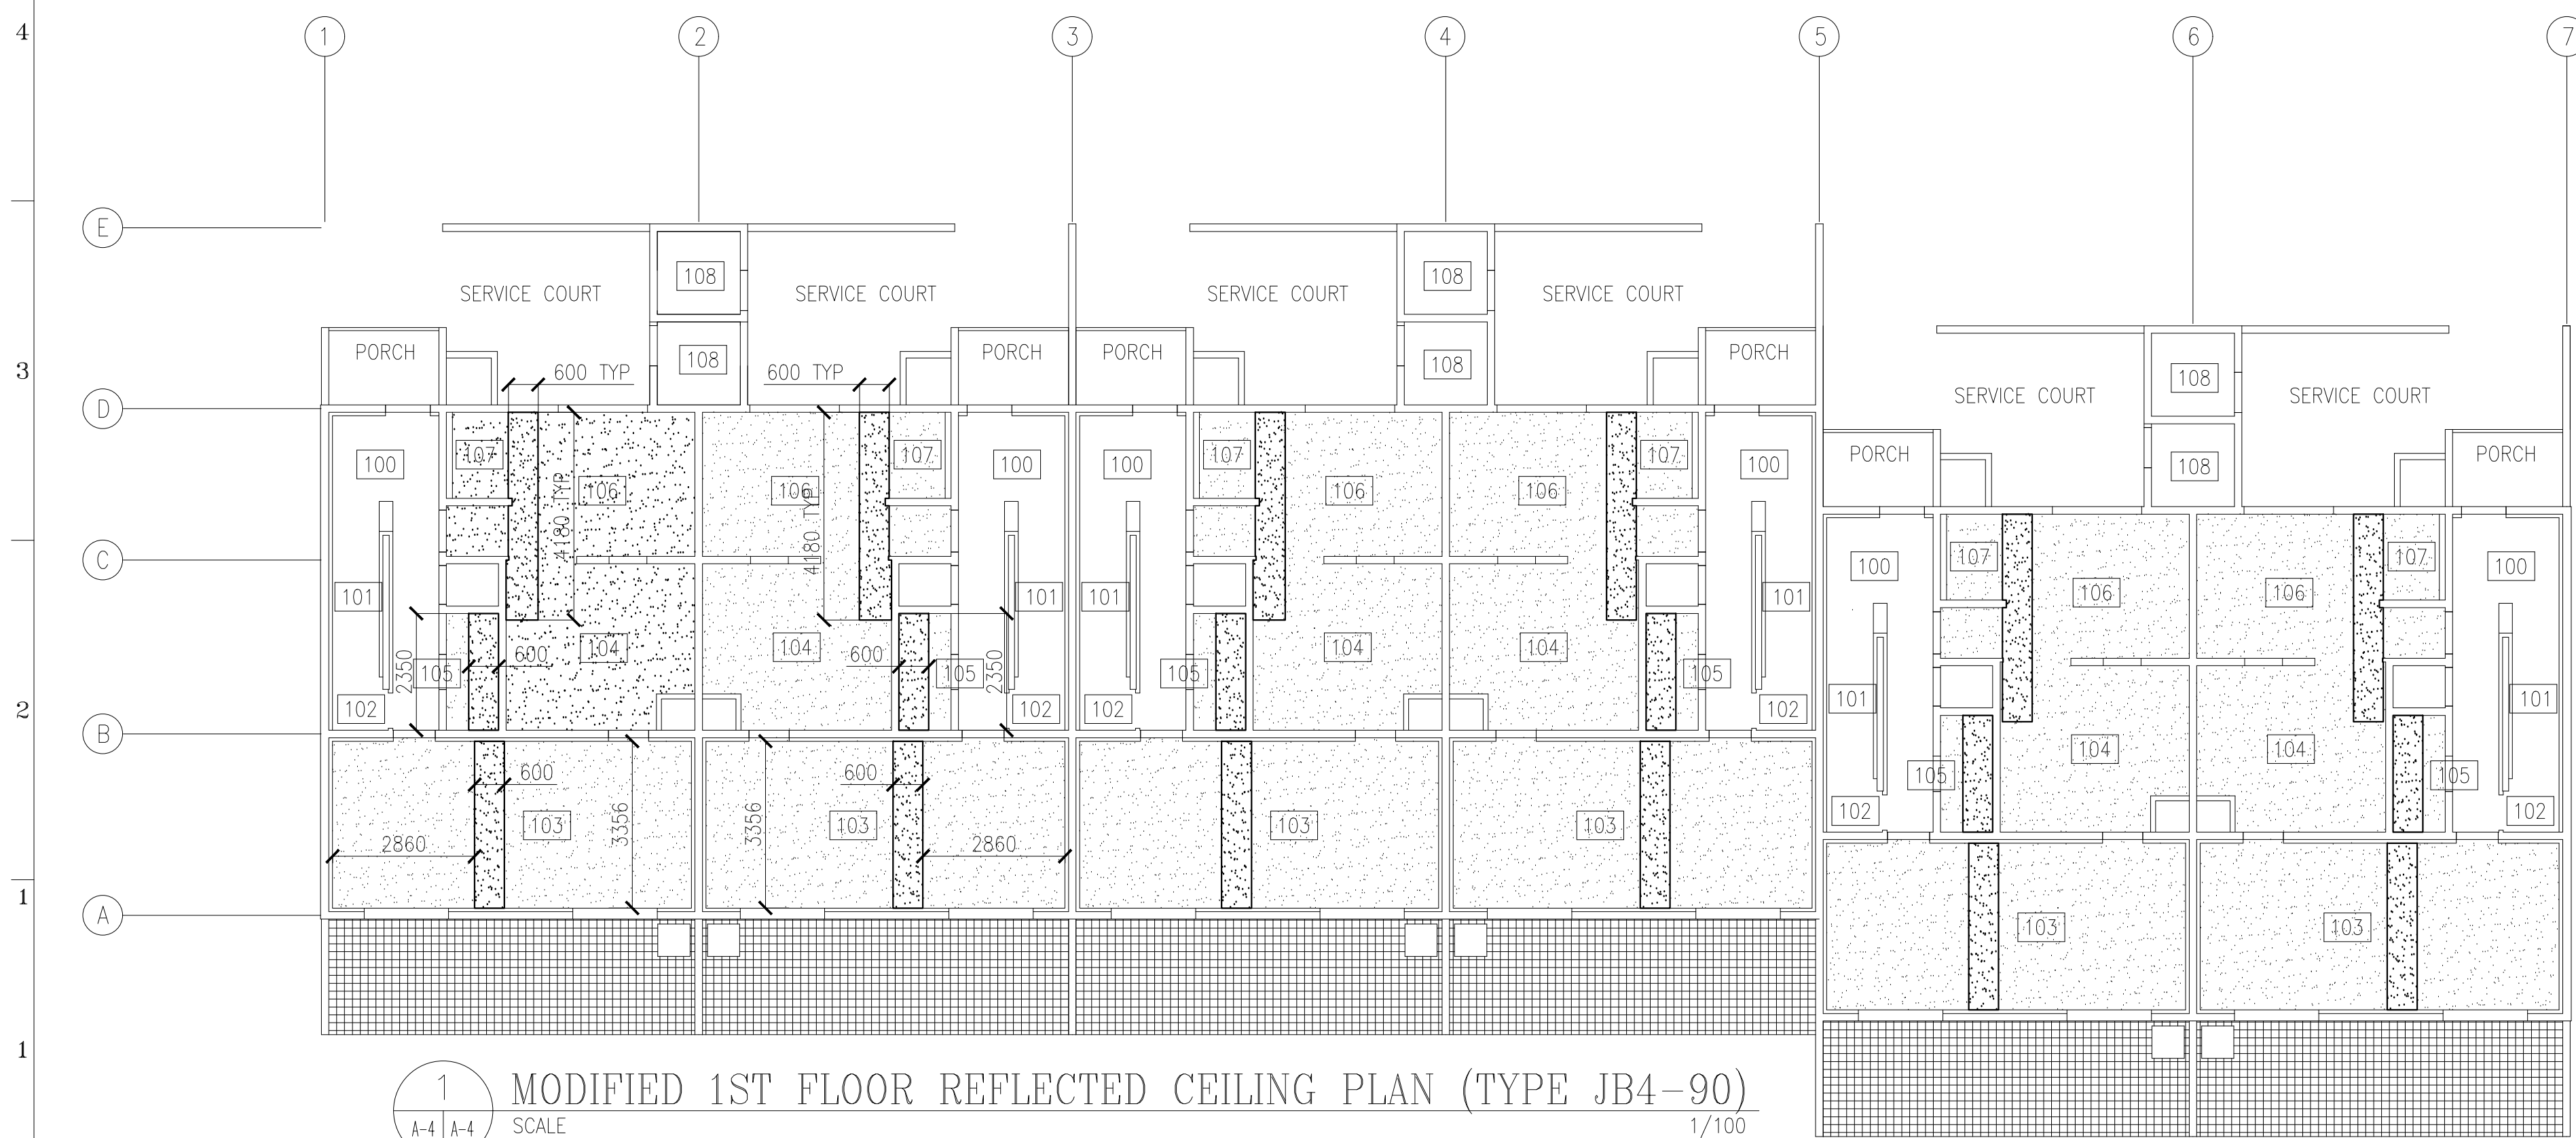 4
1 2 3 4 5 6 7
E
108 108
SERVICE COURT SERVICE COURT SERVICE COURT SERVICE COURT
108 108 108
PORCH PORCH PORCH PORCH
3
600 TYP 600 TYP
SERVICE COURT SERVICE COURT
D
107 107 107 107 PORCH 108 PORCH
100 100 100 100
4180 TYP 106 106 4180 TYP 106 106
C
107 107
100 100
101 101 101 101 106 106
2350 105 600 104 104 600 105 2350 105 104 104 105
102 102 102 102 101 101
2
B
105 104 104 105
600 600
102 102
2860 103 3356 3356 103 2860 103 103
1
A
103 103
1
1
MODIFIED 1ST FLOOR REFLECTED CEILING PLAN (TYPE JB4-90)
A-4 A-4
SCALE 1/100